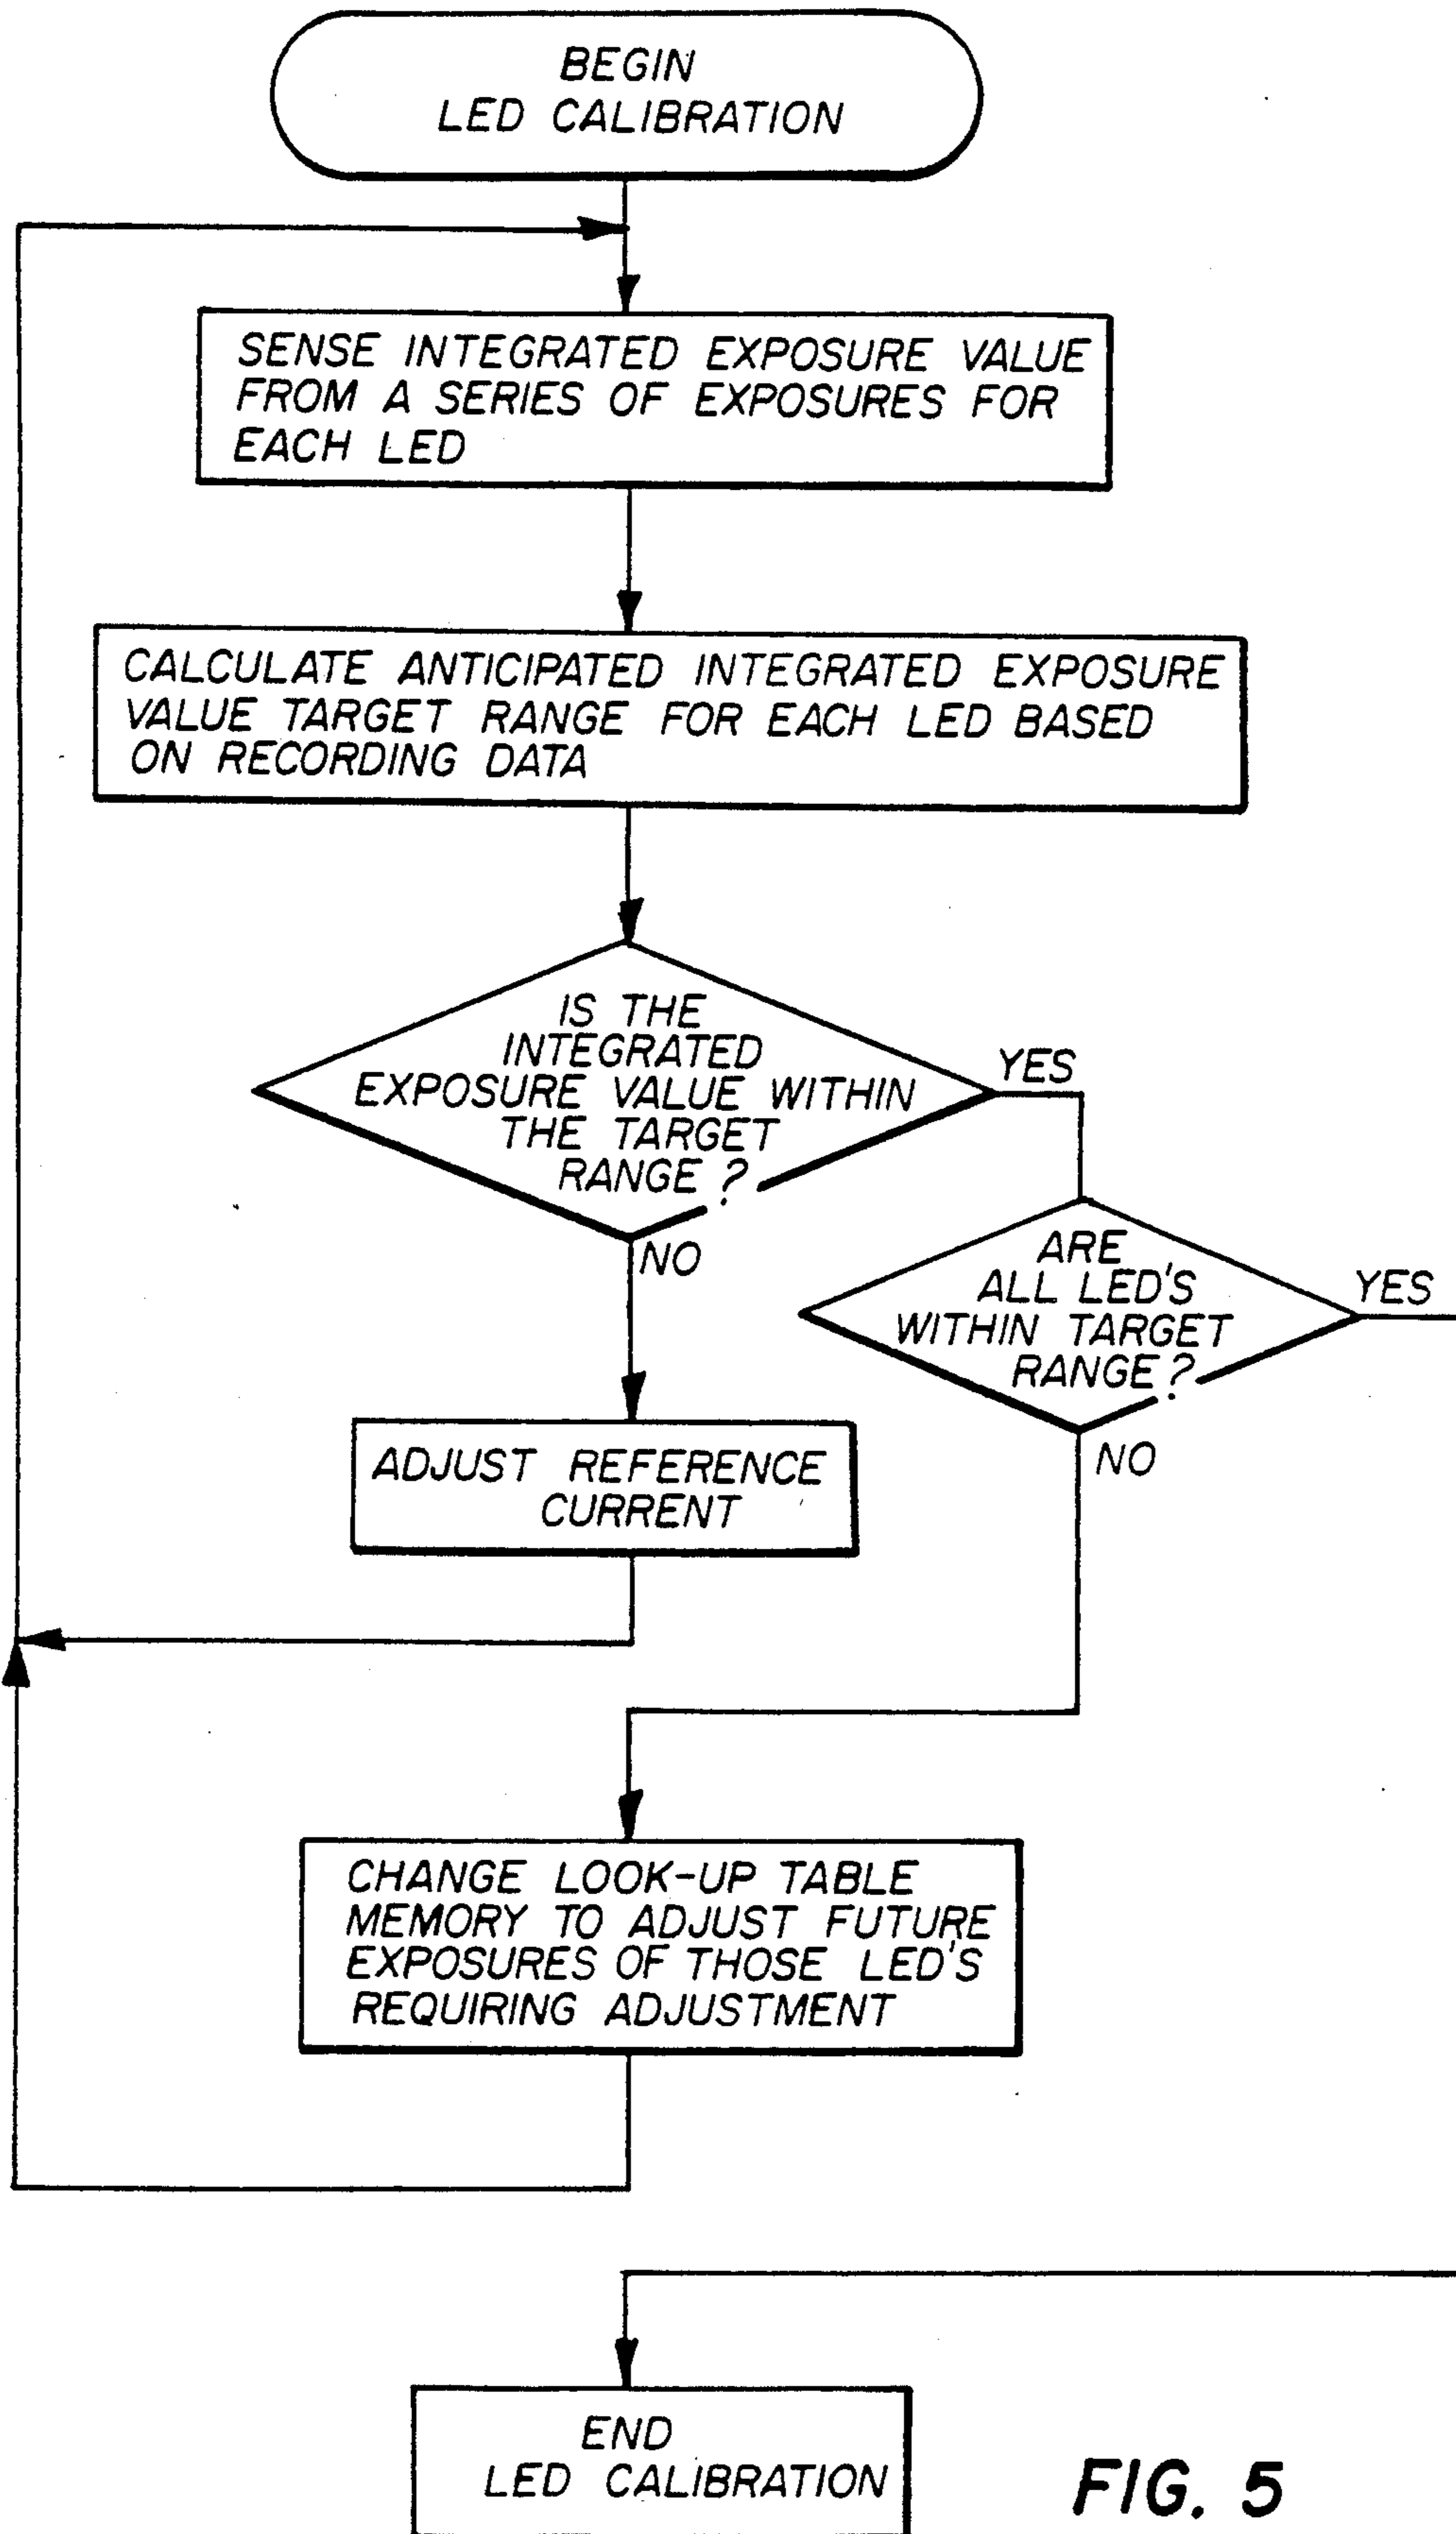 BEGIN
LED CALIBRATION
SENSE INTEGRATED EXPOSURE VALUE
FROM A SERIES OF EXPOSURES FOR
EACH LED
CALCULATE ANTICIPATED INTEGRATED EXPOSURE
VALUE TARGET RANGE FOR EACH LED BASED
ON RECORDING DATA
IS THE
INTEGRATED
EXPOSURE VALUE WITHIN
THE TARGET
RANGE ?
YES
NO
ARE
ALL LED'S
WITHIN TARGET
RANGE ?
YES
NO
ADJUST REFERENCE
CURRENT
CHANGE LOOK-UP TABLE
MEMORY TO ADJUST FUTURE
EXPOSURES OF THOSE LED'S
REQUIRING ADJUSTMENT
END
LED CALIBRATION
FIG. 5